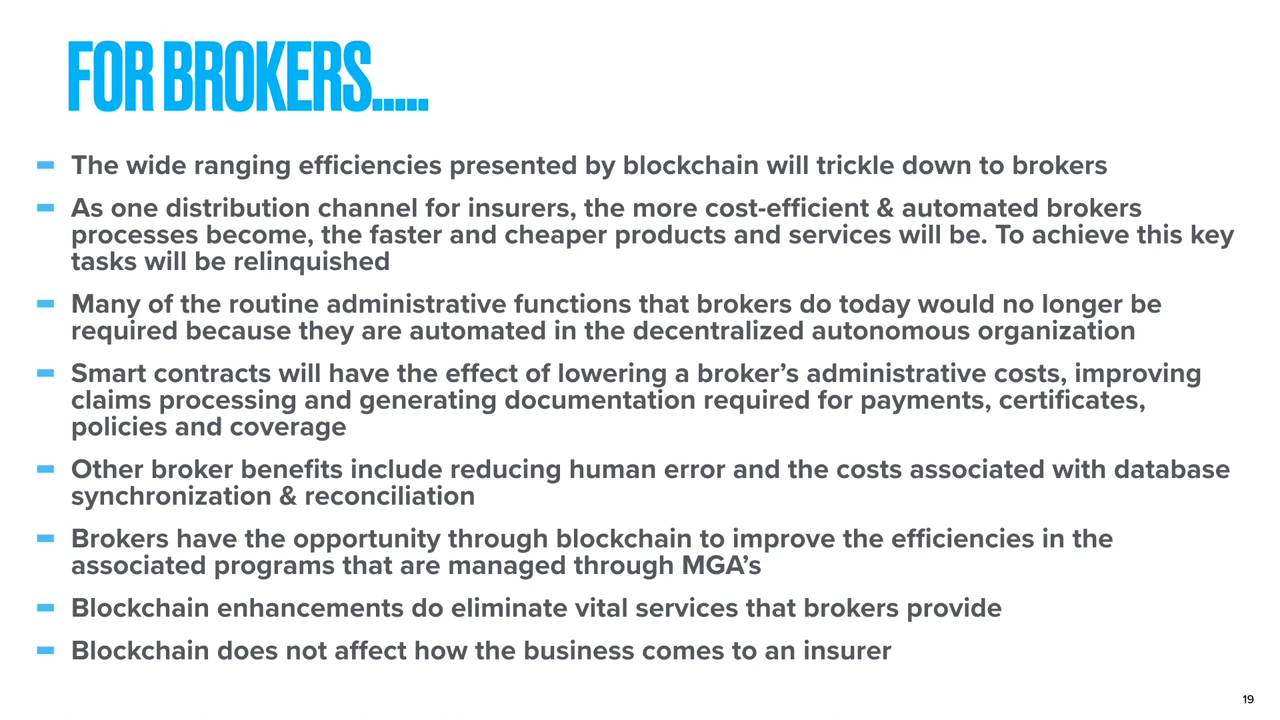 FOR BROKERS.....
The wide ranging efficiencies presented by blockchain will trickle down to brokers
As one distribution channel for insurers, the more cost-efficient & automated brokers
processes become, the faster and cheaper products and services will be. To achieve this key
tasks will be relinquished
Many of the routine administrative functions that brokers do today would no longer be
required because they are automated in the decentralized autonomous organization
Smart contracts will have the effect of lowering a broker’s administrative costs, improving
claims processing and generating documentation required for payments, certificates,
policies and coverage
Other broker benefits include reducing human error and the costs associated with database
synchronization & reconciliation
Brokers have the opportunity through blockchain to improve the efficiencies in the
associated programs that are managed through MGA’s
Blockchain enhancements do eliminate vital services that brokers provide
Blockchain does not affect how the business comes to an insurer
19